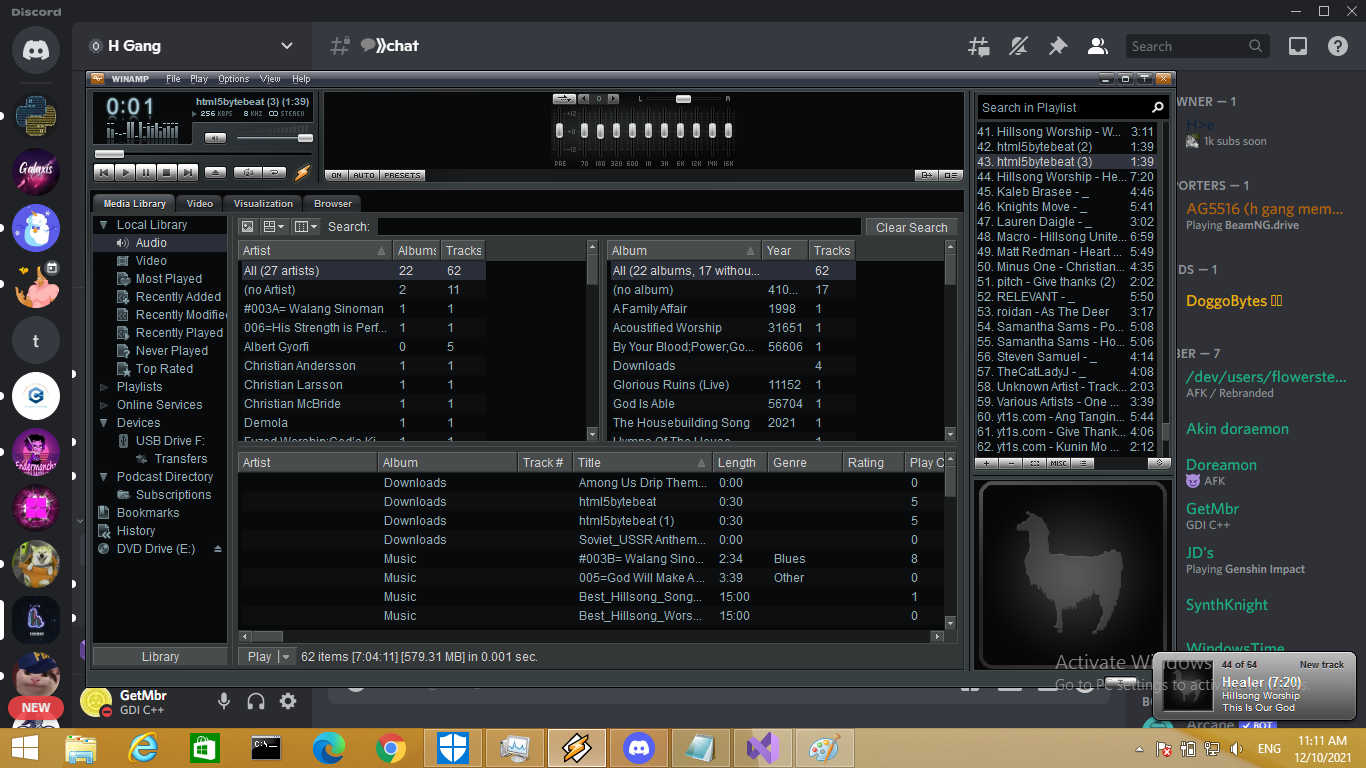 Discord
H Gang
chat
Search
WINAMP File Play Options View Help
0:01
html5bytebeat (3) (1:39)
256 KBPS 8 KHZ STEREO
L R
+12
+0
-12
PRE 70 180 320 600 1K 3K 6K 12K 14K 16K
ON AUTO PRESETS
Media Library Video Visualization Browser
Local Library
Audio
Video
Most Played
Recently Added
Recently Modifie
Recently Played
Never Played
Top Rated
Playlists
Online Services
Devices
USB Drive F:
Transfers
Podcast Directory
Subscriptions
Bookmarks
History
DVD Drive (E:)
Library
Search:
Clear Search
Artist Albums Tracks
All (27 artists) 22 62
(no Artist) 2 11
#003A= Walang Sinoman 1 1
006=His Strength is Perf... 1 1
Albert Gyorfi 0 5
Christian Andersson 1 1
Christian Larsson 1 1
Christian McBride 1 1
Demola 1 1
Album Year Tracks
All (22 albums, 17 withou... 62
(no album) 410... 17
A Family Affair 1998 1
Acoustified Worship 31651 1
By Your Blood;Power;Go... 56606 1
Downloads 4
Glorious Ruins (Live) 11152 1
God Is Able 56704 1
The Housebuilding Song 2021 1
Hymns Of The House
Artist Album Track # Title Length Genre Rating Play C
Downloads Among Us Drip Them... 0:00 0
Downloads html5bytebeat 0:30 5
Downloads html5bytebeat (1) 0:30 5
Downloads Soviet_USSR Anthem... 0:00 0
Music #003B= Walang Sino... 2:34 Blues 8
Music 005=God Will Make A ... 3:39 Other 0
Music Best_Hillsong_Song... 15:00 1
Music Best_Hillsong_Wors... 15:00 0
Play
62 items [7:04:11] [579.31 MB] in 0.001 sec.
Search in Playlist
41. Hillsong Worship - W... 3:11
42. html5bytebeat (2) 1:39
43. html5bytebeat (3) 1:39
44. Hillsong Worship - He... 7:20
45. Kaleb Brasee - _ 4:46
46. Knights Move - _ 5:41
47. Lauren Daigle - _ 3:02
48. Macro - Hillsong Unite... 6:59
49. Matt Redman - Heart ... 5:49
50. Minus One - Christian... 4:35
51. pitch - Give thanks (2) 2:02
52. RELEVANT - _ 5:50
53. roidan - As The Deer 3:17
54. Samantha Sams - Po... 5:08
55. Samantha Sams - Ho... 5:06
56. Steven Samuel - _ 4:14
57. TheCatLadyJ - _ 4:08
58. Unknown Artist - Track... 2:03
59. Various Artists - One ... 3:39
60. yt1s.com - Ang Tangin... 5:44
61. yt1s.com - Give Thank... 4:06
62. yt1s.com - Kunin Mo ... 2:12
+ - MISC
WNER — 1
H>e
1k subs soon
PORTERS — 1
AG5516 (h gang mem...
Playing BeamNG.drive
DS — 1
DoggoBytes
BER — 7
/dev/users/flowerste...
AFK / Rebranded
Akin doraemon
Doreamon
AFK
GetMbr
GDI C++
JD's
Playing Genshin Impact
SynthKnight
WindowsTime
Arcane BOT
Activate Windows
Go to PC settings to activate Windows.
44 of 64 New track
Healer (7:20)
Hillsong Worship
This Is Our God
Galaxis
t
Endermanch
NEW
GetMbr
GDI C++
ENG
11:11 AM
12/10/2021